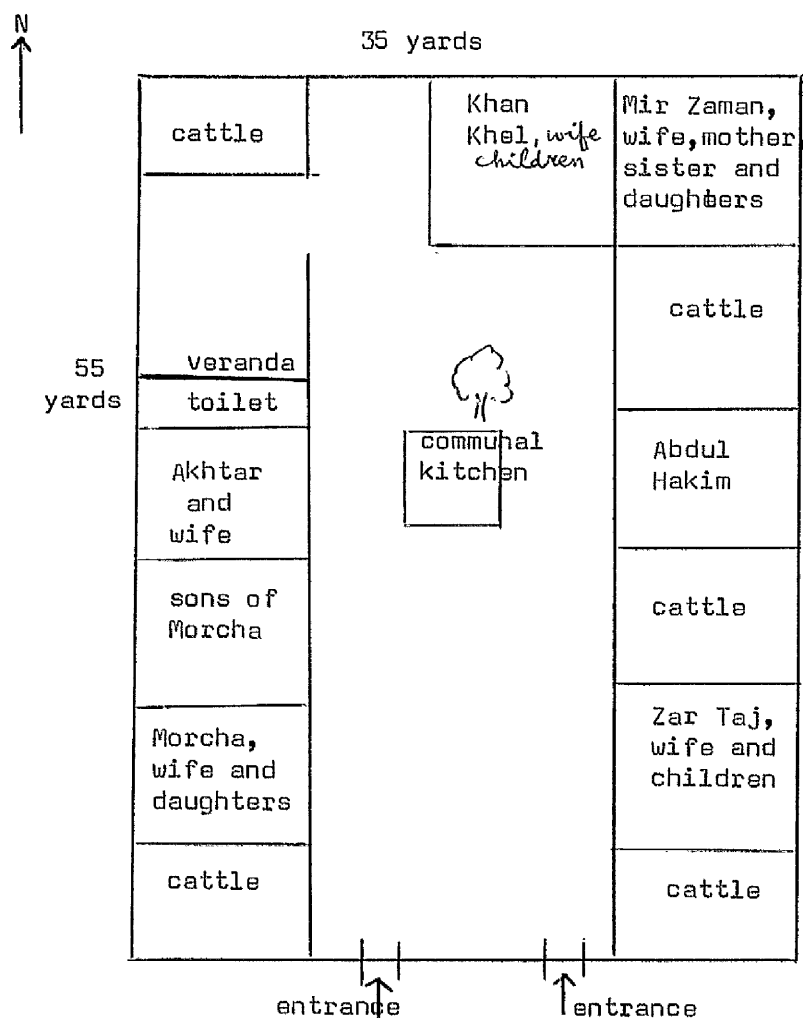 N
35 yards
cattle
Khan
Khel, wife
children
Mir Zaman,
wife, mother
sister and
daughters
cattle
55
yards
veranda
toilet
communal
kitchen
Abdul
Hakim
Akhtar
and
wife
sons of
Morcha
cattle
Morcha,
wife and
daughters
Zar Taj,
wife and
children
cattle
cattle
entrance
entrance